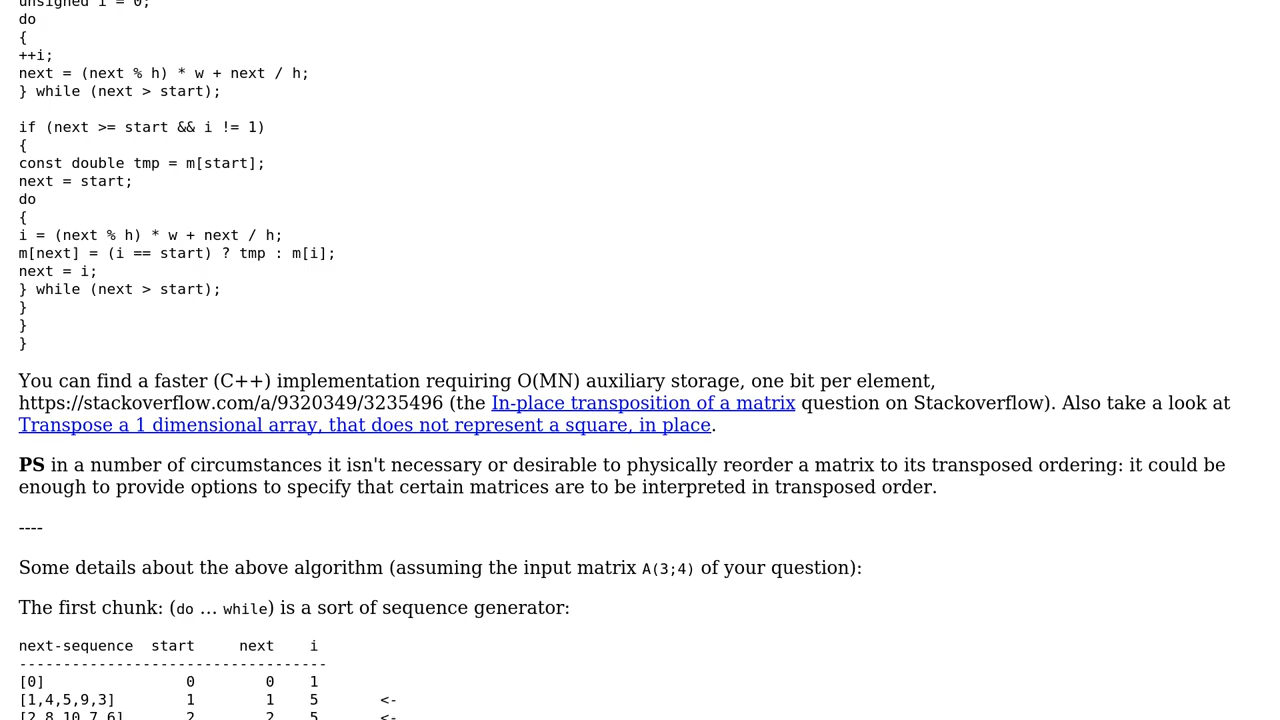 unsigned i = 0;
do
{
++i;
next = (next % h) * w + next / h;
} while (next > start);
if (next >= start && i != 1)
{
const double tmp = m[start];
next = start;
do
{
i = (next % h) * w + next / h;
m[next] = (i == start) ? tmp : m[i];
next = i;
} while (next > start);
}
}
}
You can find a faster (C++) implementation requiring O(MN) auxiliary storage, one bit per element,
https://stackoverflow.com/a/9320349/3235496 (the In-place transposition of a matrix question on Stackoverflow). Also take a look at
Transpose a 1 dimensional array, that does not represent a square, in place.
PS in a number of circumstances it isn't necessary or desirable to physically reorder a matrix to its transposed ordering: it could be
enough to provide options to specify that certain matrices are to be interpreted in transposed order.
----
Some details about the above algorithm (assuming the input matrix A(3;4) of your question):
The first chunk: (do … while) is a sort of sequence generator:
next-sequence  start     next    i
-----------------------------------
[0]                0        0    1
[1,4,5,9,3]        1        1    5       <-
[2,8,10,7,6]       2        2    5       <-